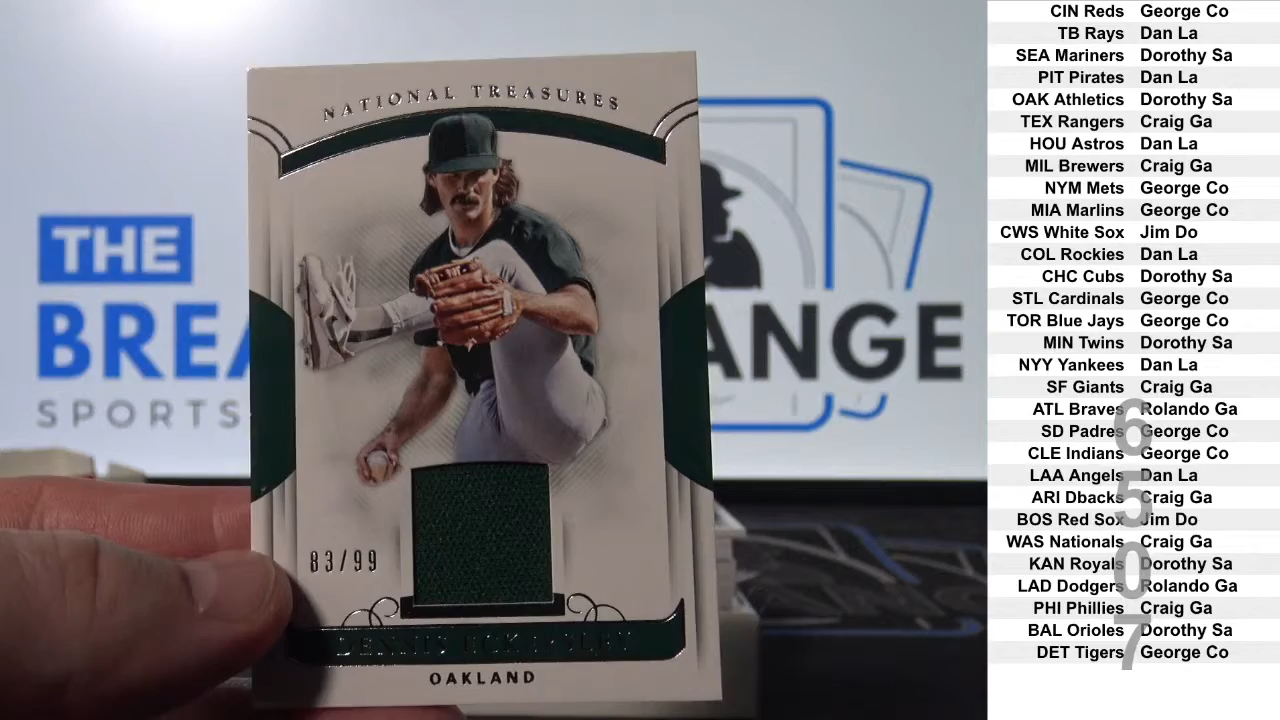 NATIONAL TREASURES
THE
BREA ANGE
SPORTS
83/99
DENNIS ECKERSLEY
OAKLAND
CIN Reds George Co
TB Rays Dan La
SEA Mariners Dorothy Sa
PIT Pirates Dan La
OAK Athletics Dorothy Sa
TEX Rangers Craig Ga
HOU Astros Dan La
MIL Brewers Craig Ga
NYM Mets George Co
MIA Marlins George Co
CWS White Sox Jim Do
COL Rockies Dan La
CHC Cubs Dorothy Sa
STL Cardinals George Co
TOR Blue Jays George Co
MIN Twins Dorothy Sa
NYY Yankees Dan La
SF Giants Craig Ga
ATL Braves Rolando Ga
SD Padres George Co
CLE Indians George Co
LAA Angels Dan La
ARI Dbacks Craig Ga
BOS Red Sox Jim Do
WAS Nationals Craig Ga
KAN Royals Dorothy Sa
LAD Dodgers Rolando Ga
PHI Phillies Craig Ga
BAL Orioles Dorothy Sa
DET Tigers George Co
6507